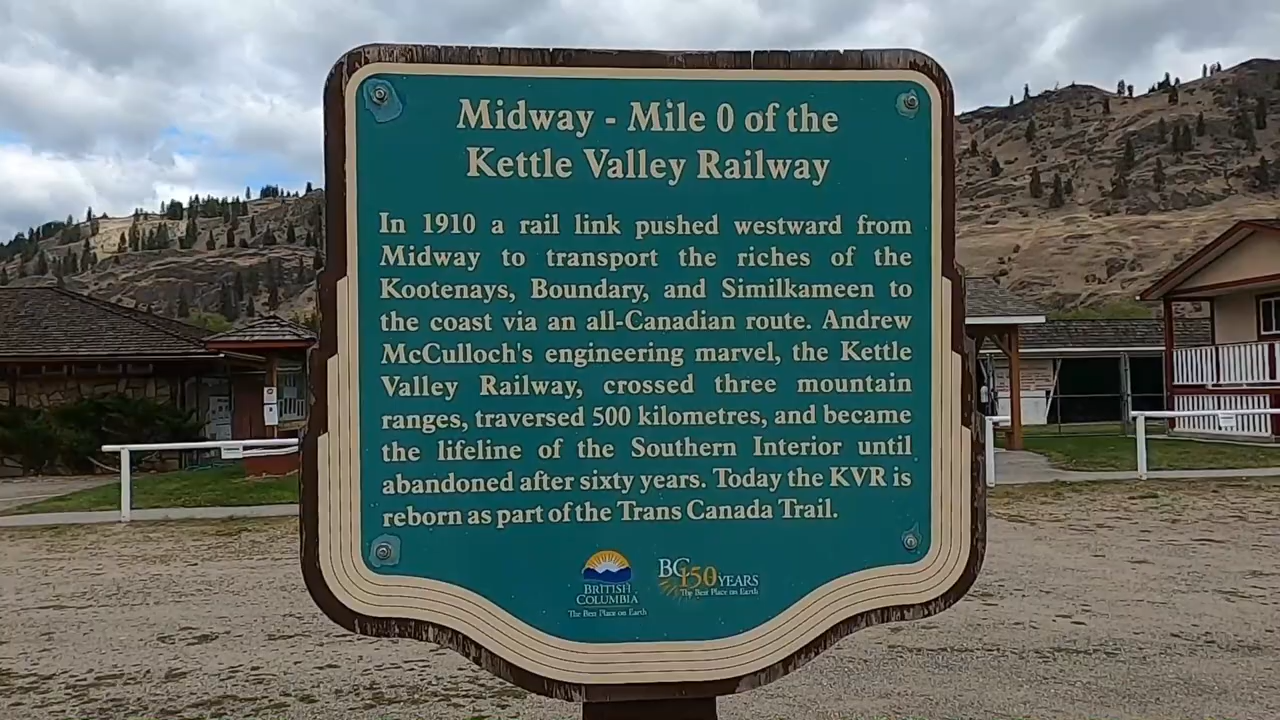 Midway - Mile 0 of the
Kettle Valley Railway
In 1910 a rail link pushed westward from
Midway to transport the riches of the
Kootenays, Boundary, and Similkameen to
the coast via an all-Canadian route. Andrew
McCulloch's engineering marvel, the Kettle
Valley Railway, crossed three mountain
ranges, traversed 500 kilometres, and became
the lifeline of the Southern Interior until
abandoned after sixty years. Today the KVR is
reborn as part of the Trans Canada Trail.
BRITISH
COLUMBIA
The Best Place on Earth
BC150 YEARS
The Best Place on Earth